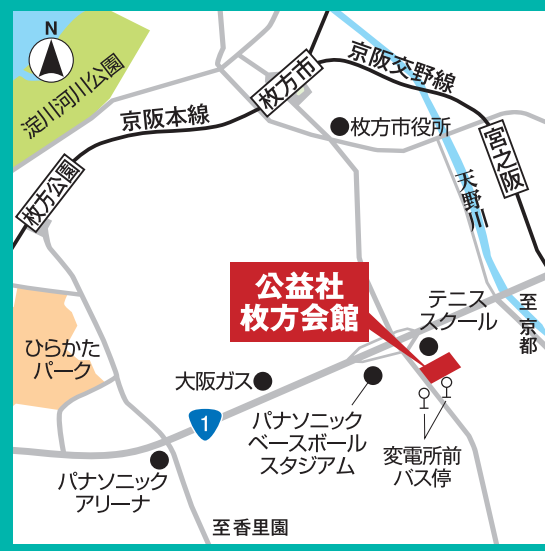 N
淀川河川公園
京阪本線
枚方市
京阪交野線
枚方市役所
宮之阪
枚方公園
天野川
公益社
枚方会館
テニス
スクール
至京都
ひらかた
パーク
大阪ガス
1
パナソニック
ベースボール
スタジアム
変電所前
バス停
パナソニック
アリーナ
至香里園